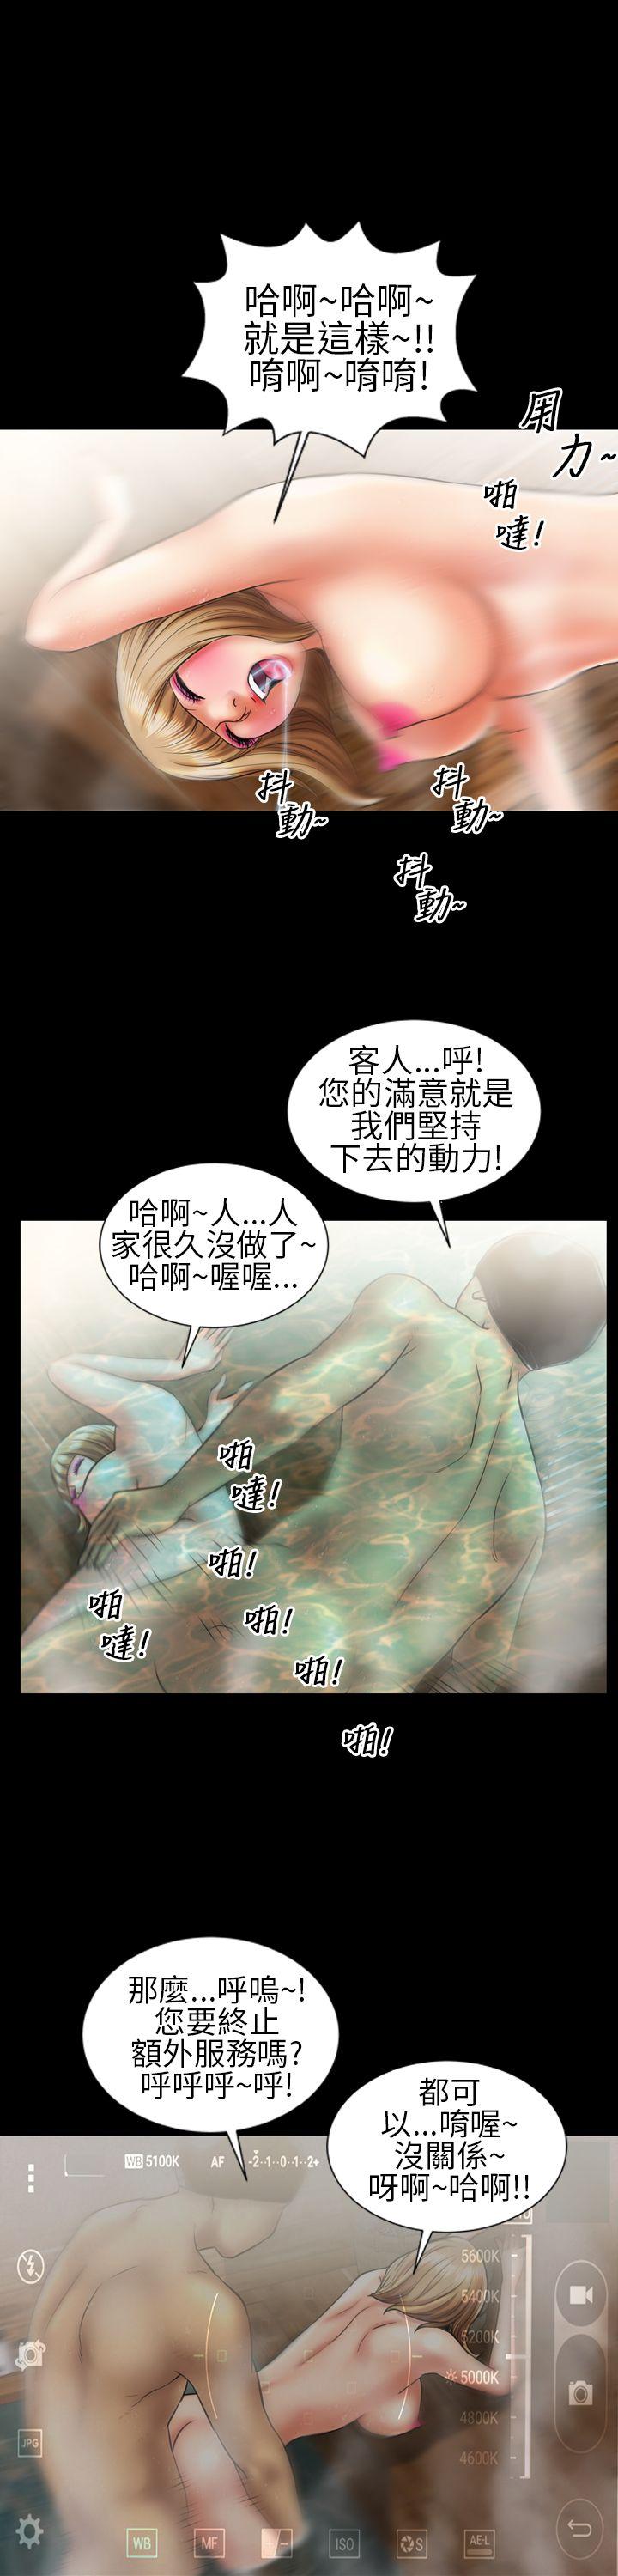 哈啊~哈啊~
就是這樣~!!
唷啊~唷唷!
用
力~
啪
噠!
抖
動~
抖
動~
抖
動~
客人...呼!
您的滿意就是
我們堅持
下去的動力!
哈啊~人...人
家很久沒做了~
哈啊~喔喔...
啪
噠!
啪!
啪
噠!
啪!
啪!
啪!
那麼...呼嗚~!
您要終止
額外服務嗎?
呼呼呼~呼!
都可
以...唷喔~
沒關係~
呀啊~哈啊!!
WB 5100K AF -2··1··0··1··2+
5600K
5400K
5200K
5000K
4800K
4600K
JPG
WB MF +/- ISO S AE-L